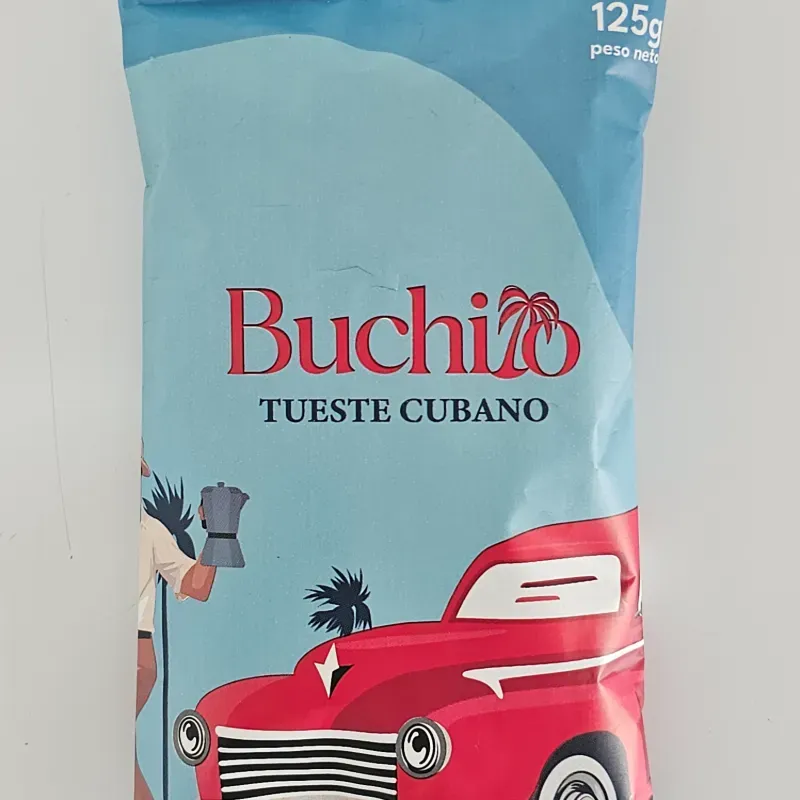 125g
peso neto
Buchito
TUESTE CUBANO